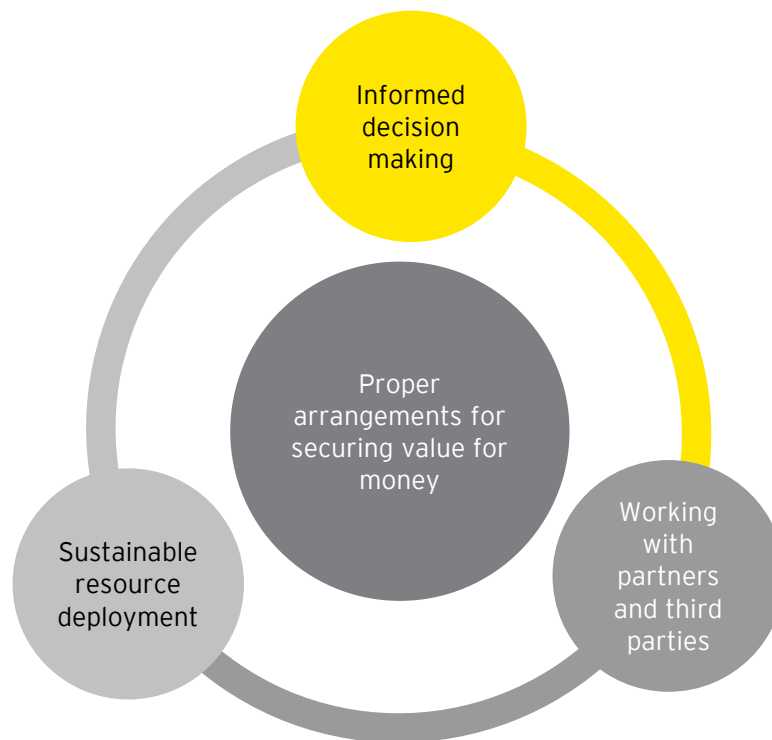 Informed
decision
making
Proper
arrangements for
securing value for
money
Sustainable
resource
deployment
Working
with
partners
and third
parties